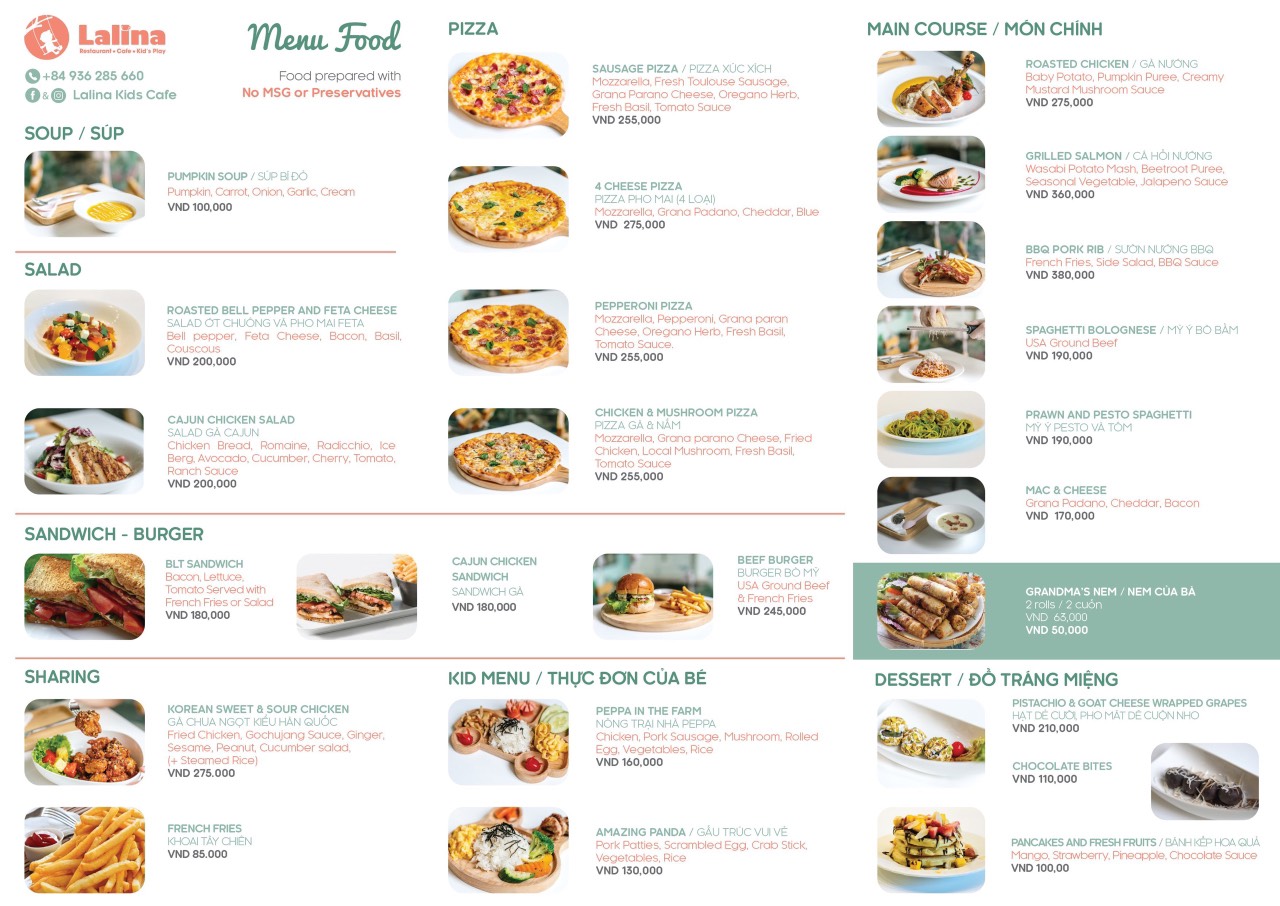 Lalina
Restaurant • Cafe • Kid's Play
+84 936 285 660
& Lalina Kids Cafe
Menu Food
Food prepared with
No MSG or Preservatives
SOUP / SÚP
PUMPKIN SOUP / SÚP BÍ ĐỎ
Pumpkin, Carrot, Onion, Garlic, Cream
VND 100,000
SALAD
ROASTED BELL PEPPER AND FETA CHEESE
SALAD ỚT CHUÔNG VÀ PHO MAI FETA
Bell pepper, Feta Cheese, Bacon, Basil,
Couscous
VND 200,000
CAJUN CHICKEN SALAD
SALAD GÀ CAJUN
Chicken Bread, Romaine, Radicchio, Ice
Berg, Avocado, Cucumber, Cherry, Tomato,
Ranch Sauce
VND 200,000
PIZZA
SAUSAGE PIZZA / PIZZA XÚC XÍCH
Mozzarella, Fresh Toulouse Sausage,
Grana Parano Cheese, Oregano Herb,
Fresh Basil, Tomato Sauce
VND 255,000
4 CHEESE PIZZA
PIZZA PHO MAI (4 LOẠI)
Mozzarella, Grana Padano, Cheddar, Blue
VND 275,000
PEPPERONI PIZZA
Mozzarella, Pepperoni, Grana paran
Cheese, Oregano Herb, Fresh Basil,
Tomato Sauce.
VND 255,000
CHICKEN & MUSHROOM PIZZA
PIZZA GÀ & NẤM
Mozzarella, Grana parano Cheese, Fried
Chicken, Local Mushroom, Fresh Basil,
Tomato Sauce
VND 255,000
SANDWICH - BURGER
BLT SANDWICH
Bacon, Lettuce,
Tomato Served with
French Fries or Salad
VND 180,000
CAJUN CHICKEN
SANDWICH
SANDWICH GÀ
VND 180,000
BEEF BURGER
BURGER BÒ MỸ
USA Ground Beef
& French Fries
VND 245,000
SHARING
KOREAN SWEET & SOUR CHICKEN
GÀ CHUA NGỌT KIỂU HÀN QUỐC
Fried Chicken, Gochujang Sauce, Ginger,
Sesame, Peanut, Cucumber salad,
(+ Steamed Rice)
VND 275.000
FRENCH FRIES
KHOAI TÂY CHIÊN
VND 85.000
KID MENU / THỰC ĐƠN CỦA BÉ
PEPPA IN THE FARM
NÔNG TRẠI NHÀ PEPPA
Chicken, Pork Sausage, Mushroom, Rolled
Egg, Vegetables, Rice
VND 160,000
AMAZING PANDA / GẤU TRÚC VUI VẺ
Pork Patties, Scrambled Egg, Crab Stick,
Vegetables, Rice
VND 130,000
MAIN COURSE / MÓN CHÍNH
ROASTED CHICKEN / GÀ NƯỚNG
Baby Potato, Pumpkin Puree, Creamy
Mustard Mushroom Sauce
VND 275,000
GRILLED SALMON / CÁ HỒI NƯỚNG
Wasabi Potato Mash, Beetroot Puree,
Seasonal Vegetable, Jalapeno Sauce
VND 360,000
BBQ PORK RIB / SƯỜN NƯỚNG BBQ
French Fries, Side Salad, BBQ Sauce
VND 380,000
SPAGHETTI BOLOGNESE / MỲ Ý BÒ BẰM
USA Ground Beef
VND 190,000
PRAWN AND PESTO SPAGHETTI
MỲ Ý PESTO VÀ TÔM
VND 190,000
MAC & CHEESE
Grana Padano, Cheddar, Bacon
VND 170,000
GRANDMA'S NEM / NEM CỦA BÀ
2 rolls / 2 cuốn
VND 63,000
VND 50,000
DESSERT / ĐỒ TRÁNG MIỆNG
PISTACHIO & GOAT CHEESE WRAPPED GRAPES
HẠT DẺ CƯỜI, PHO MÁT DÊ CUỘN NHO
VND 210,000
CHOCOLATE BITES
VND 110,000
PANCAKES AND FRESH FRUITS / BÁNH KẾP HOA QUẢ
Mango, Strawberry, Pineapple, Chocolate Sauce
VND 100,00